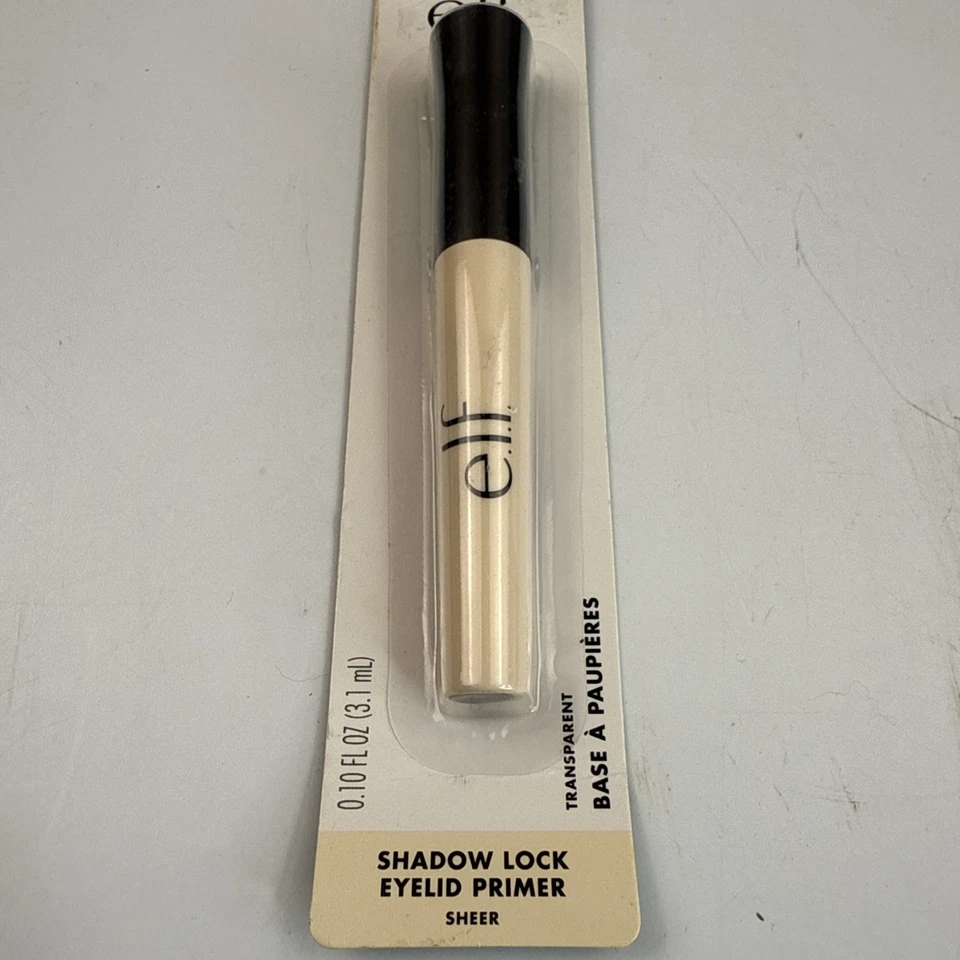 e.l.f.
0.10 FL OZ (3.1 mL)
TRANSPARENT
BASE À PAUPIÈRES
SHADOW LOCK
EYELID PRIMER
SHEER